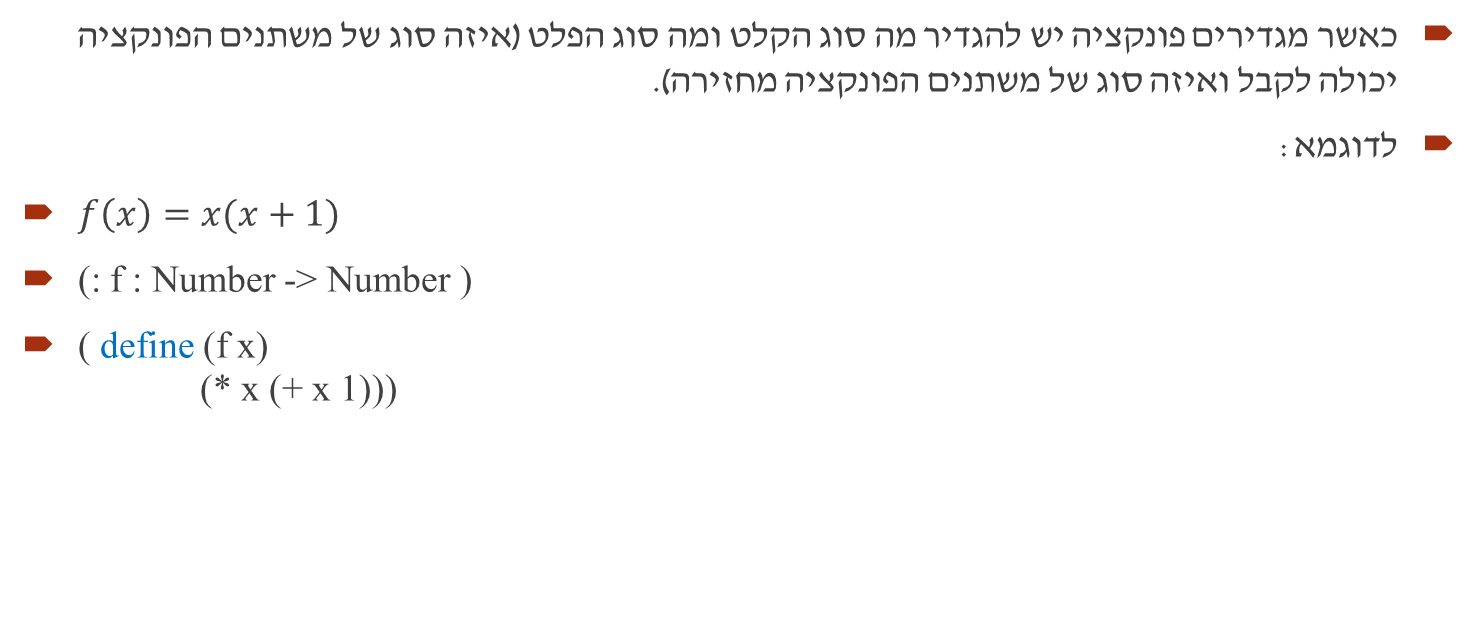 כאשר מגדירים פונקציה יש להגדיר מה סוג הקלט ומה סוג הפלט (איזה סוג של משתנים הפונקציה
יכולה לקבל ואיזה סוג של משתנים הפונקציה מחזירה).
לדוגמא :
f(x) = x(x + 1)
(: f : Number -> Number )
( define (f x)
(* x (+ x 1)))